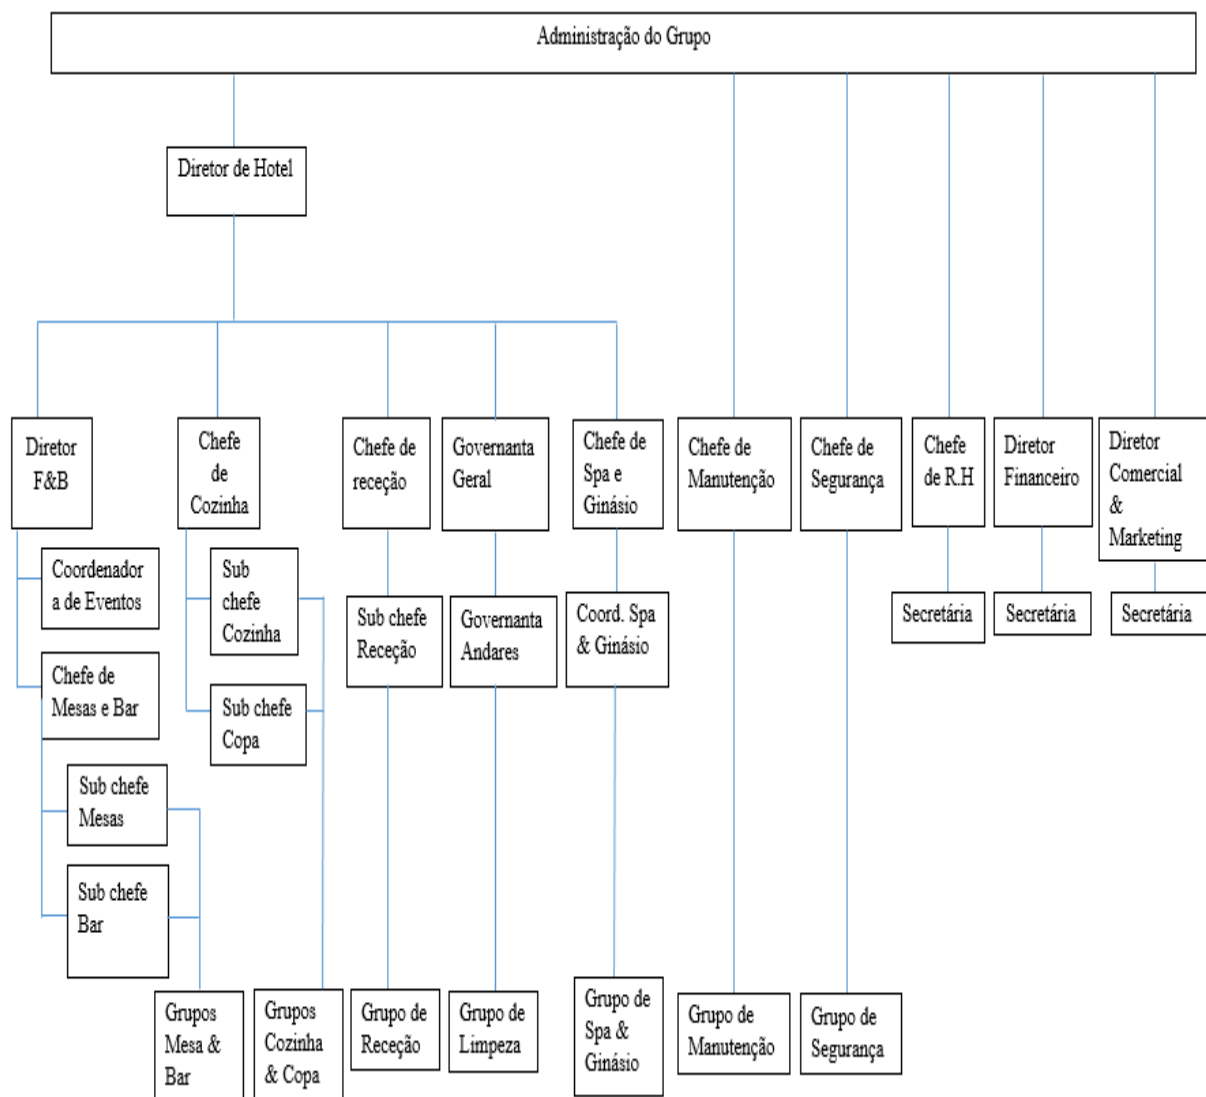 Administração do Grupo
Diretor de Hotel
Diretor
F&B
Chefe
de
Cozinha
Chefe de
receção
Governanta
Geral
Chefe de
Spa e
Ginásio
Chefe de
Manutenção
Chefe de
Segurança
Chefe
de R.H
Diretor
Financeiro
Diretor
Comercial
&
Marketing
Coordenador
a de Eventos
Sub
chefe
Cozinha
Sub chefe
Receção
Governanta
Andares
Coord. Spa
& Ginásio
Secretária
Secretária
Secretária
Chefe de
Mesas e Bar
Sub chefe
Copa
Sub chefe
Mesas
Sub chefe
Bar
Grupos
Mesa &
Bar
Grupos
Cozinha
& Copa
Grupo de
Receção
Grupo de
Limpeza
Grupo de
Spa &
Ginásio
Grupo de
Manutenção
Grupo de
Segurança